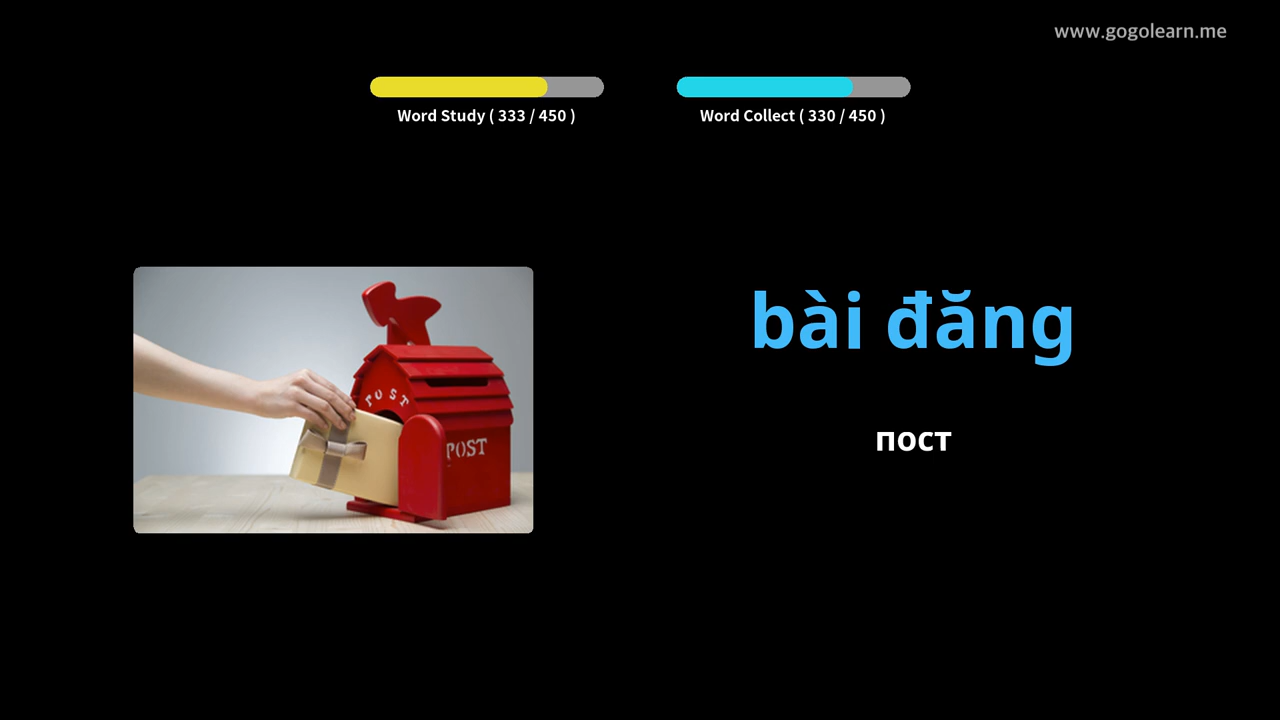 www.gogolearn.me
Word Study ( 333 / 450 )
Word Collect ( 330 / 450 )
POST
POST
bài đăng
пост